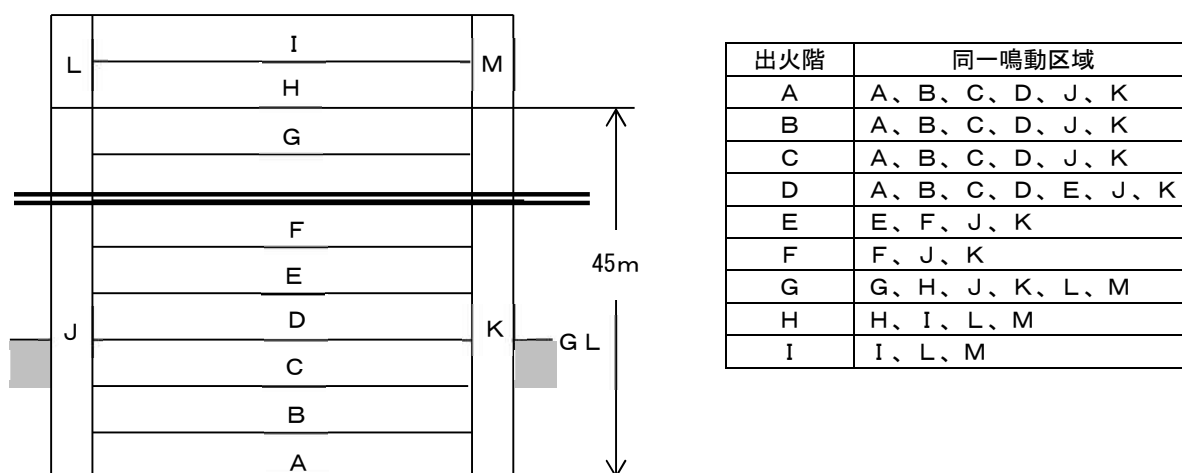 I
L
M
H
G
F
45m
E
D
J
K
GL
C
B
A
出火階 同一鳴動区域
A A、B、C、D、J、K
B A、B、C、D、J、K
C A、B、C、D、J、K
D A、B、C、D、E、J、K
E E、F、J、K
F F、J、K
G G、H、J、K、L、M
H H、I、L、M
I I、L、M